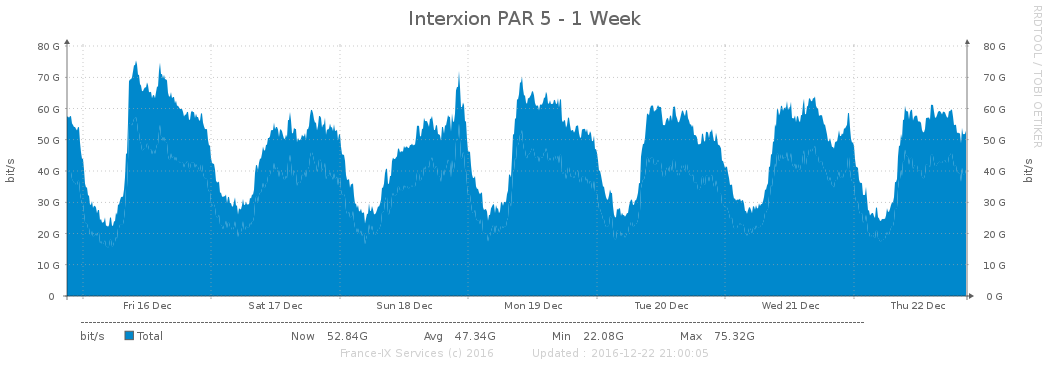 Interxion PAR 5 - 1 Week
RRDTOOL / TOBI OETIKER
80 G 80 G
70 G 70 G
60 G 60 G
50 G 50 G
40 G 40 G
30 G 30 G
20 G 20 G
10 G 10 G
0 0 G
bit/s bit/s
Fri 16 Dec Sat 17 Dec Sun 18 Dec Mon 19 Dec Tue 20 Dec Wed 21 Dec Thu 22 Dec
bit/s Total Now 52.84G Avg 47.34G Min 22.08G Max 75.32G
France-IX Services (c) 2016 Updated : 2016-12-22 21:00:05